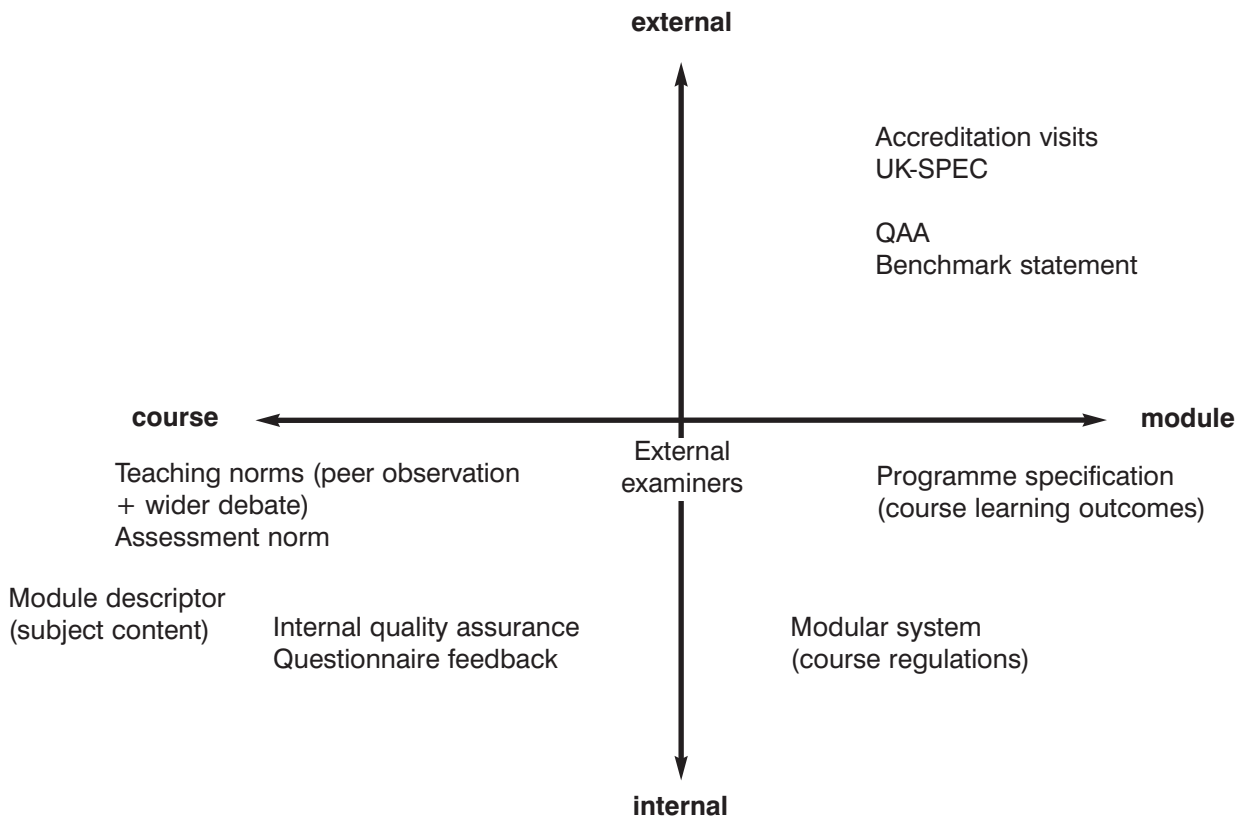 external
Accreditation visits
UK-SPEC
QAA
Benchmark statement
course
module
External
examiners
Teaching norms (peer observation
+ wider debate)
Assessment norm
Programme specification
(course learning outcomes)
Module descriptor
(subject content)
Internal quality assurance
Questionnaire feedback
Modular system
(course regulations)
internal